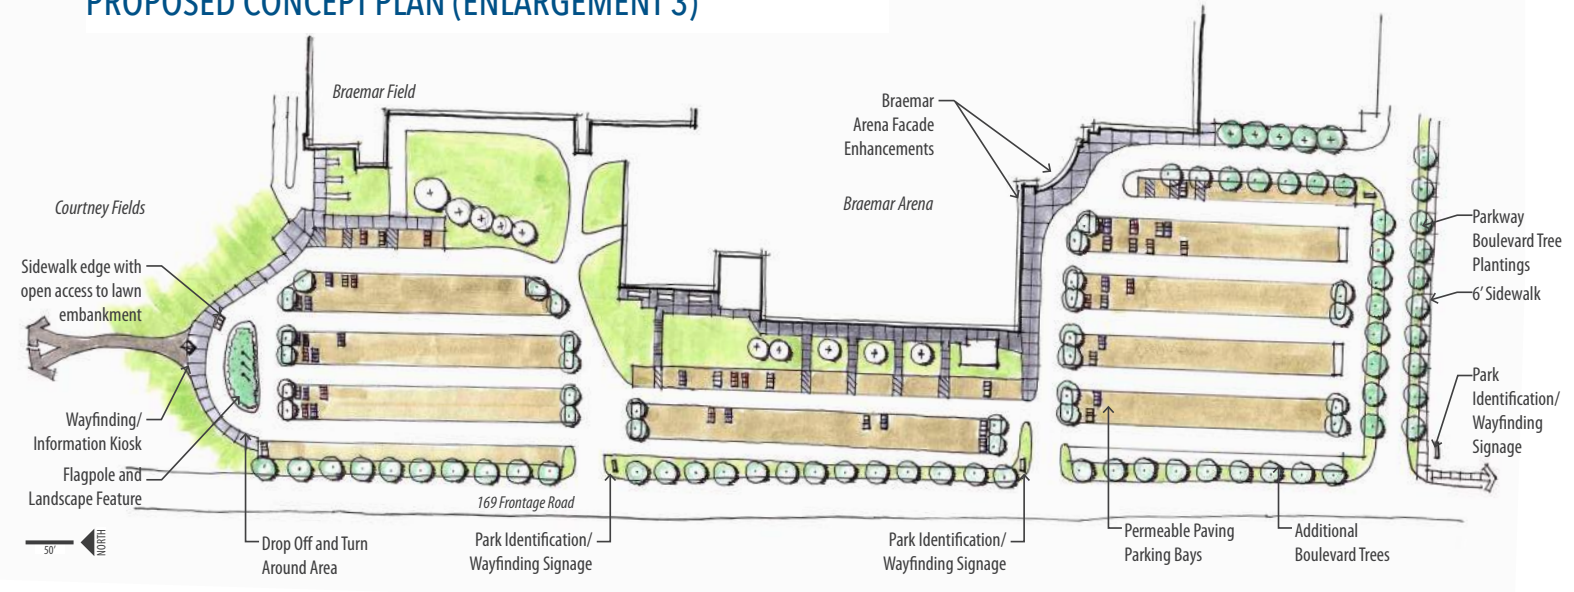 PROPOSED CONCEPT PLAN (ENLARGEMENT 3)
Braemar Field
Courtney Fields
Braemar
Arena Facade
Enhancements
Braemar Arena
Sidewalk edge with
open access to lawn
embankment
Wayfinding/
Information Kiosk
Flagpole and
Landscape Feature
50'
NORTH
Drop Off and Turn
Around Area
169 Frontage Road
Park Identification/
Wayfinding Signage
Park Identification/
Wayfinding Signage
Permeable Paving
Parking Bays
Additional
Boulevard Trees
Parkway
Boulevard Tree
Plantings
6' Sidewalk
Park
Identification/
Wayfinding
Signage